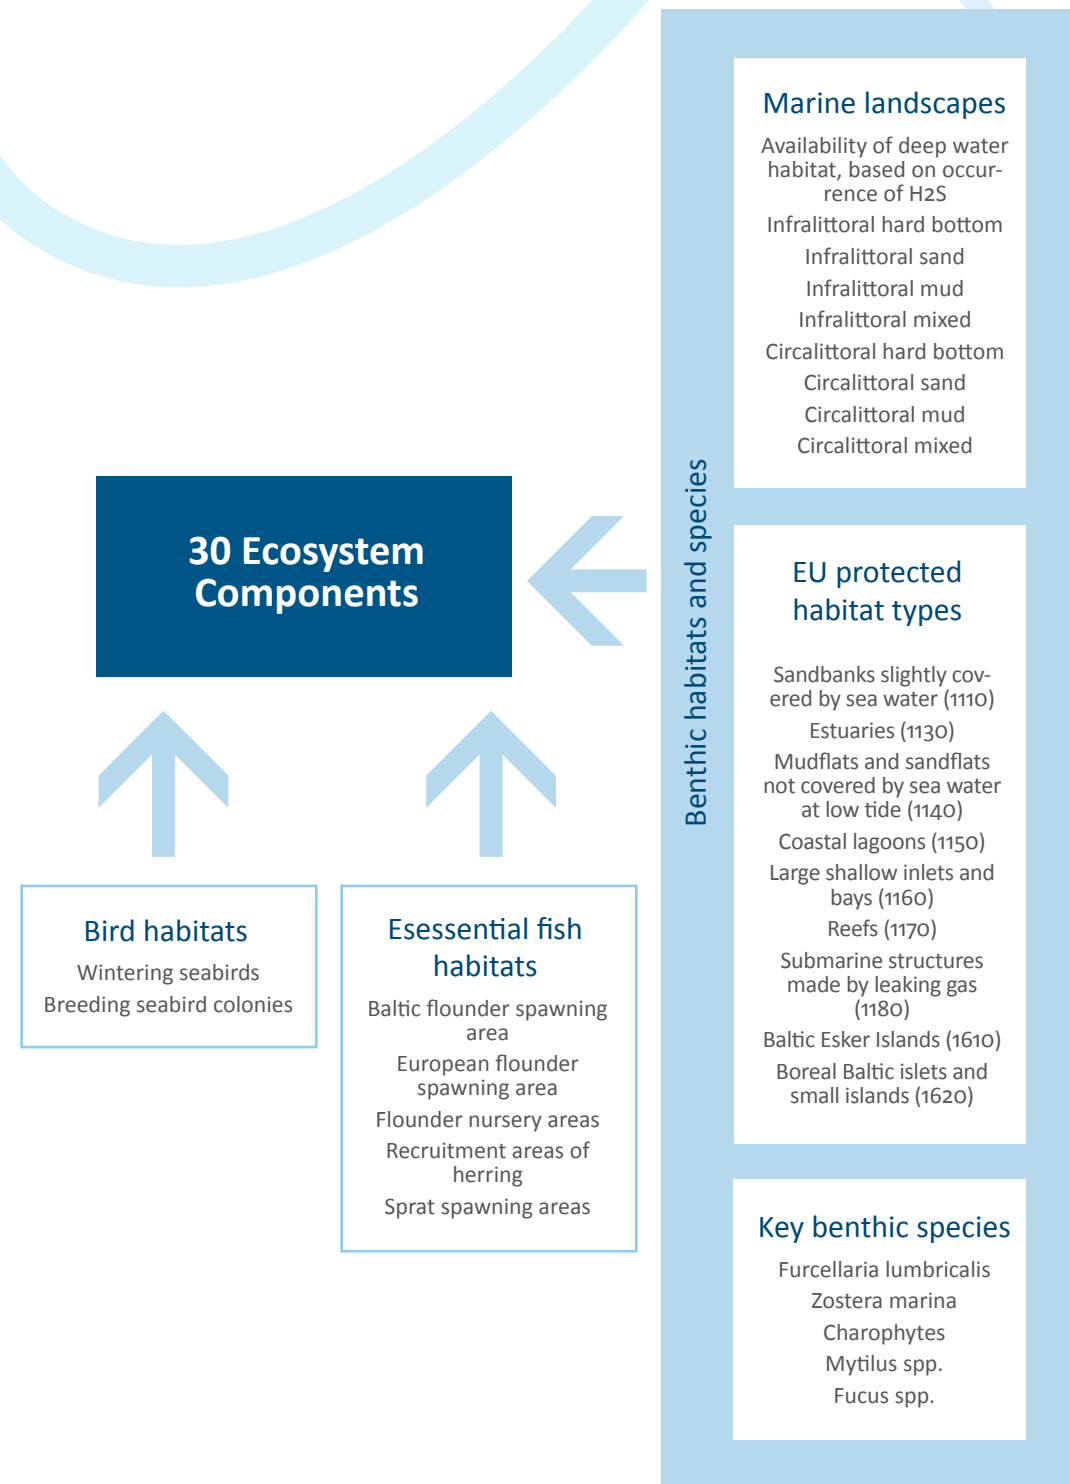 30 Ecosystem
Components
Bird habitats
Wintering seabirds
Breeding seabird colonies
Esessential fish
habitats
Baltic flounder spawning
area
European flounder
spawning area
Flounder nursery areas
Recruitment areas of
herring
Sprat spawning areas
Benthic habitats and species
Marine landscapes
Availability of deep water
habitat, based on occur-
rence of H2S
Infralittoral hard bottom
Infralittoral sand
Infralittoral mud
Infralittoral mixed
Circalittoral hard bottom
Circalittoral sand
Circalittoral mud
Circalittoral mixed
EU protected
habitat types
Sandbanks slightly cov-
ered by sea water (1110)
Estuaries (1130)
Mudflats and sandflats
not covered by sea water
at low tide (1140)
Coastal lagoons (1150)
Large shallow inlets and
bays (1160)
Reefs (1170)
Submarine structures
made by leaking gas
(1180)
Baltic Esker Islands (1610)
Boreal Baltic islets and
small islands (1620)
Key benthic species
Furcellaria lumbricalis
Zostera marina
Charophytes
Mytilus spp.
Fucus spp.